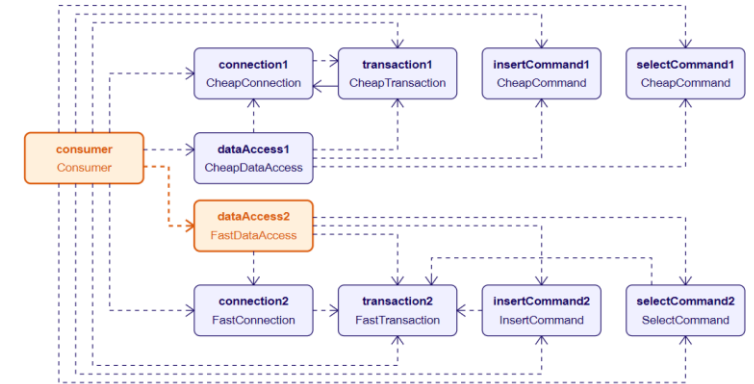 connection1
CheapConnection
transaction1
CheapTransaction
insertCommand1
CheapCommand
selectCommand1
CheapCommand
consumer
Consumer
dataAccess1
CheapDataAccess
dataAccess2
FastDataAccess
connection2
FastConnection
transaction2
FastTransaction
insertCommand2
InsertCommand
selectCommand2
SelectCommand